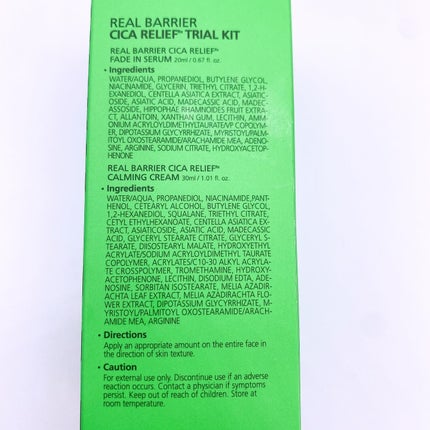 REAL BARRIER
CICA RELIEF™ TRIAL KIT
REAL BARRIER CICA RELIEF™
FADE IN SERUM 20ml / 0.67 fl. oz.
• Ingredients
WATER/AQUA, PROPANEDIOL, BUTYLENE GLYCOL,
NIACINAMIDE, GLYCERIN, TRIETHYL CITRATE, 1,2-H-
EXANEDIOL, CENTELLA ASIATICA EXTRACT, ASIATIC-
OSIDE, ASIATIC ACID, MADECASSIC ACID, MADEC-
ASSOSIDE, HIPPOPHAE RHAMNOIDES FRUIT EXTRA-
CT, ALLANTOIN, XANTHAN GUM, LECITHIN, AMM-
ONIUM ACRYLOYLDIMETHYLTAURATE/VP COPOLYM-
ER, DIPOTASSIUM GLYCYRRHIZATE, MYRISTOYL/PALM-
ITOYL OXOSTEARAMIDE/ARACHAMIDE MEA, ADENO-
SINE, ARGININE, SODIUM CITRATE, HYDROXYACETOP-
HENONE
REAL BARRIER CICA RELIEF™
CALMING CREAM 30ml / 1.01 fl. oz.
• Ingredients
WATER/AQUA, PROPANEDIOL, NIACINAMIDE,PANT-
HENOL, CETEARYL ALCOHOL, BUTYLENE GLYCOL,
1,2-HEXANEDIOL, SQUALANE, TRIETHYL CITRATE,
CETYL ETHYLHEXANOATE, CENTELLA ASIATICA EX-
TRACT, ASIATICOSIDE, ASIATIC ACID, MADECASSIC
ACID, GLYCERYL STEARATE CITRATE, GLYCERYL S-
TEARATE, DIISOSTEARYL MALATE, HYDROXYETHYL
ACRYLATE/SODIUM ACRYLOYLDIMETHYL TAURATE
COPOLYMER, ACRYLATES/C10-30 ALKYL ACRYLA-
TE CROSSPOLYMER, TROMETHAMINE, HYDROXY-
ACETOPHENONE, LECITHIN, DISODIUM EDTA, ADE-
NOSINE, SORBITAN ISOSTEARATE, MELIA AZADIR-
ACHTA LEAF EXTRACT, MELIA AZADIRACHTA FLO-
WER EXTRACT, DIPOTASSIUM GLYCYRRHIZATE, M-
YRISTOYL/PALMITOYL OXOSTEARAMIDE/ARACH-
AMIDE MEA, ARGININE
• Directions
Apply an appropriate amount on the entire face in
the direction of skin texture.
• Caution
For external use only. Discontinue use if an adverse
reaction occurs. Contact a physician if symptoms
persist. Keep out of reach of children. Store at
room temperature.